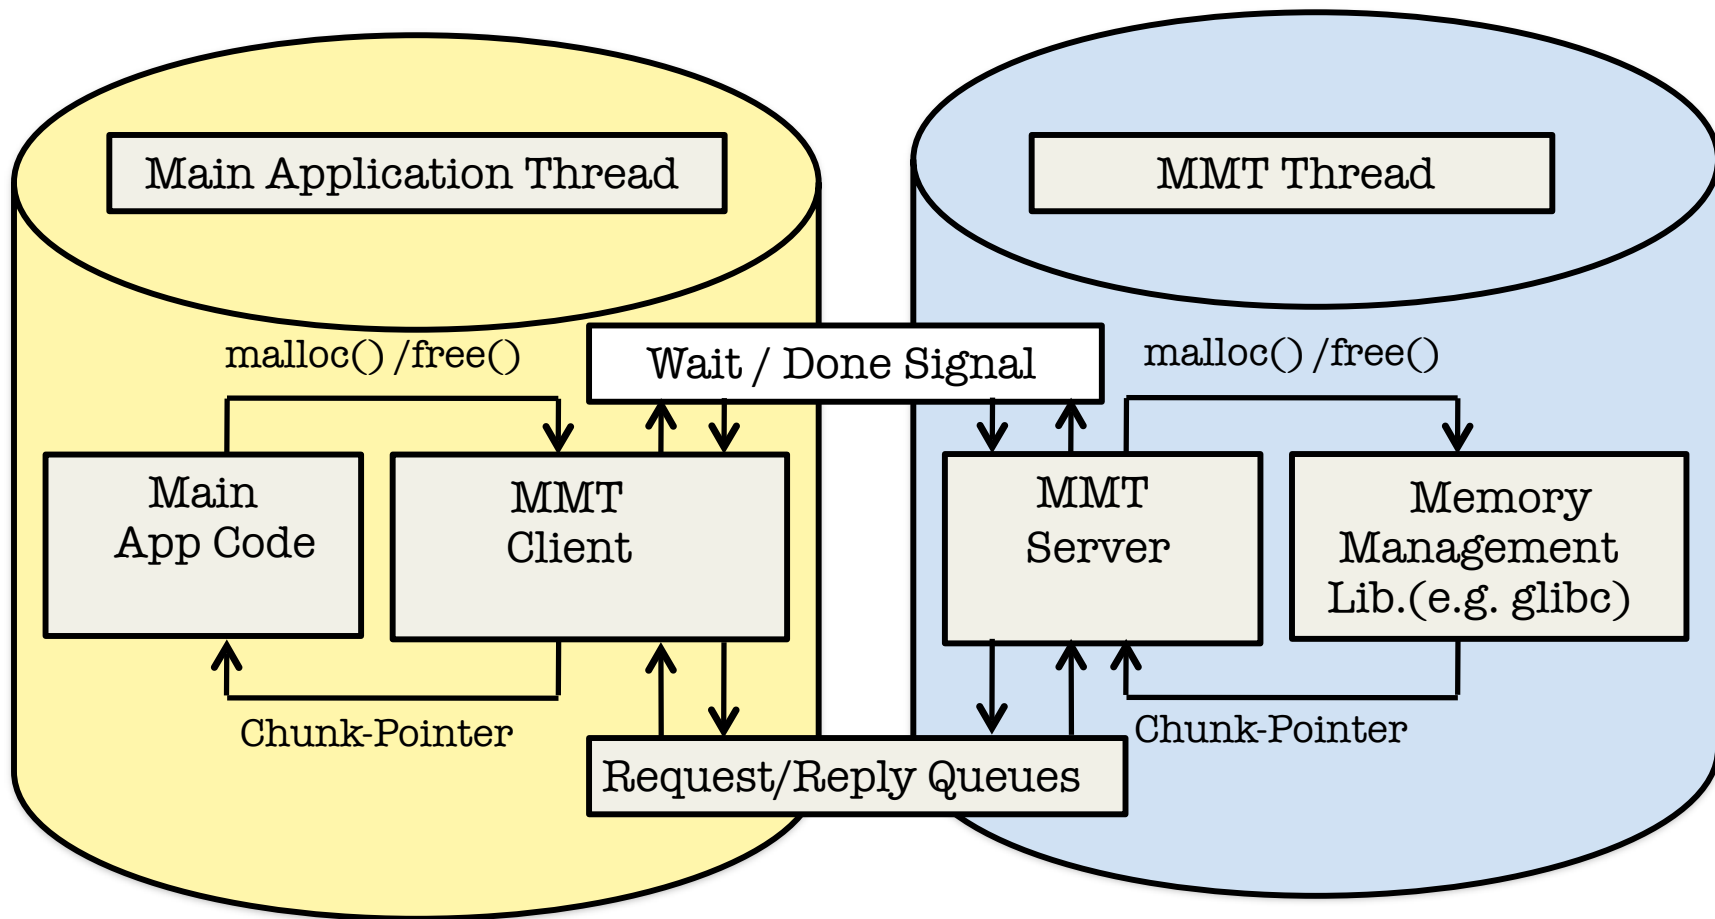 Main Application Thread
MMT Thread
malloc() /free()
Wait / Done Signal
malloc() /free()
Main
App Code
MMT
Client
MMT
Server
Memory
Management
Lib.(e.g. glibc)
Chunk-Pointer
Chunk-Pointer
Request/Reply Queues